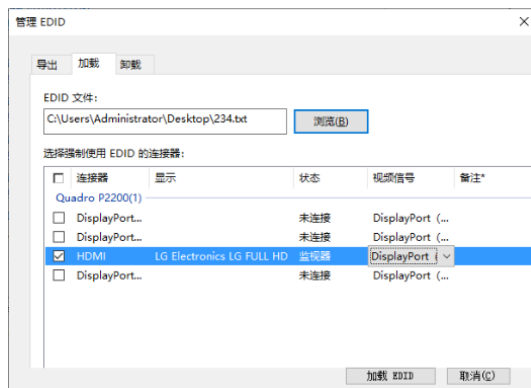 管理 EDID
导出 加载 卸载
EDID 文件:
C:\Users\Administrator\Desktop\234.txt 浏览(B)
选择强制使用 EDID 的连接器:
连接器 显示 状态 视频信号 备注*
Quadro P2200(1)
DisplayPort... 未连接 DisplayPort (...
DisplayPort... 未连接 DisplayPort (...
HDMI LG Electronics LG FULL HD 监视器 DisplayPort (
DisplayPort... 未连接 DisplayPort (...
加载 EDID 取消(C)